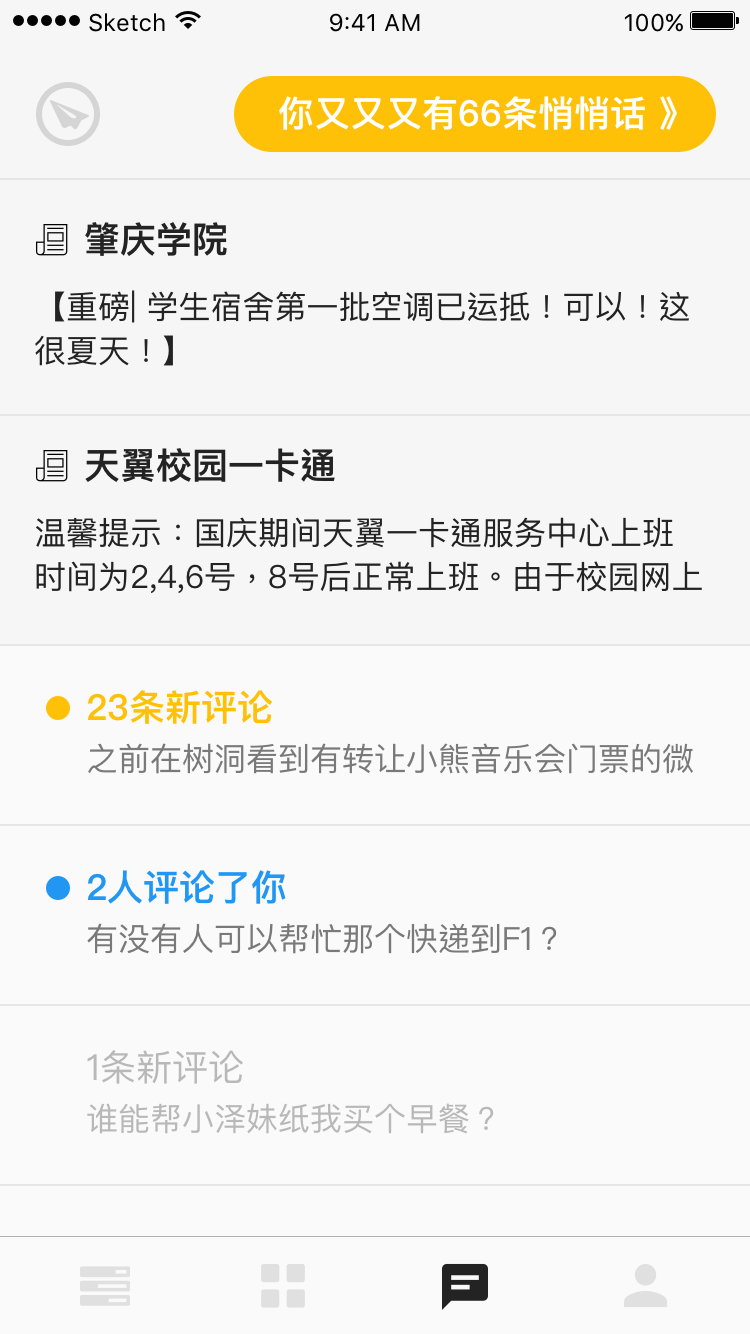 Sketch 9:41 AM 100%
你又又又有66条悄悄话 》
肇庆学院
【重磅| 学生宿舍第一批空调已运抵！可以！这
很夏天！】
天翼校园一卡通
温馨提示：国庆期间天翼一卡通服务中心上班
时间为2,4,6号，8号后正常上班。由于校园网上
23条新评论
之前在树洞看到有转让小熊音乐会门票的微
2人评论了你
有没有人可以帮忙那个快递到F1？
1条新评论
谁能帮小泽妹纸我买个早餐？